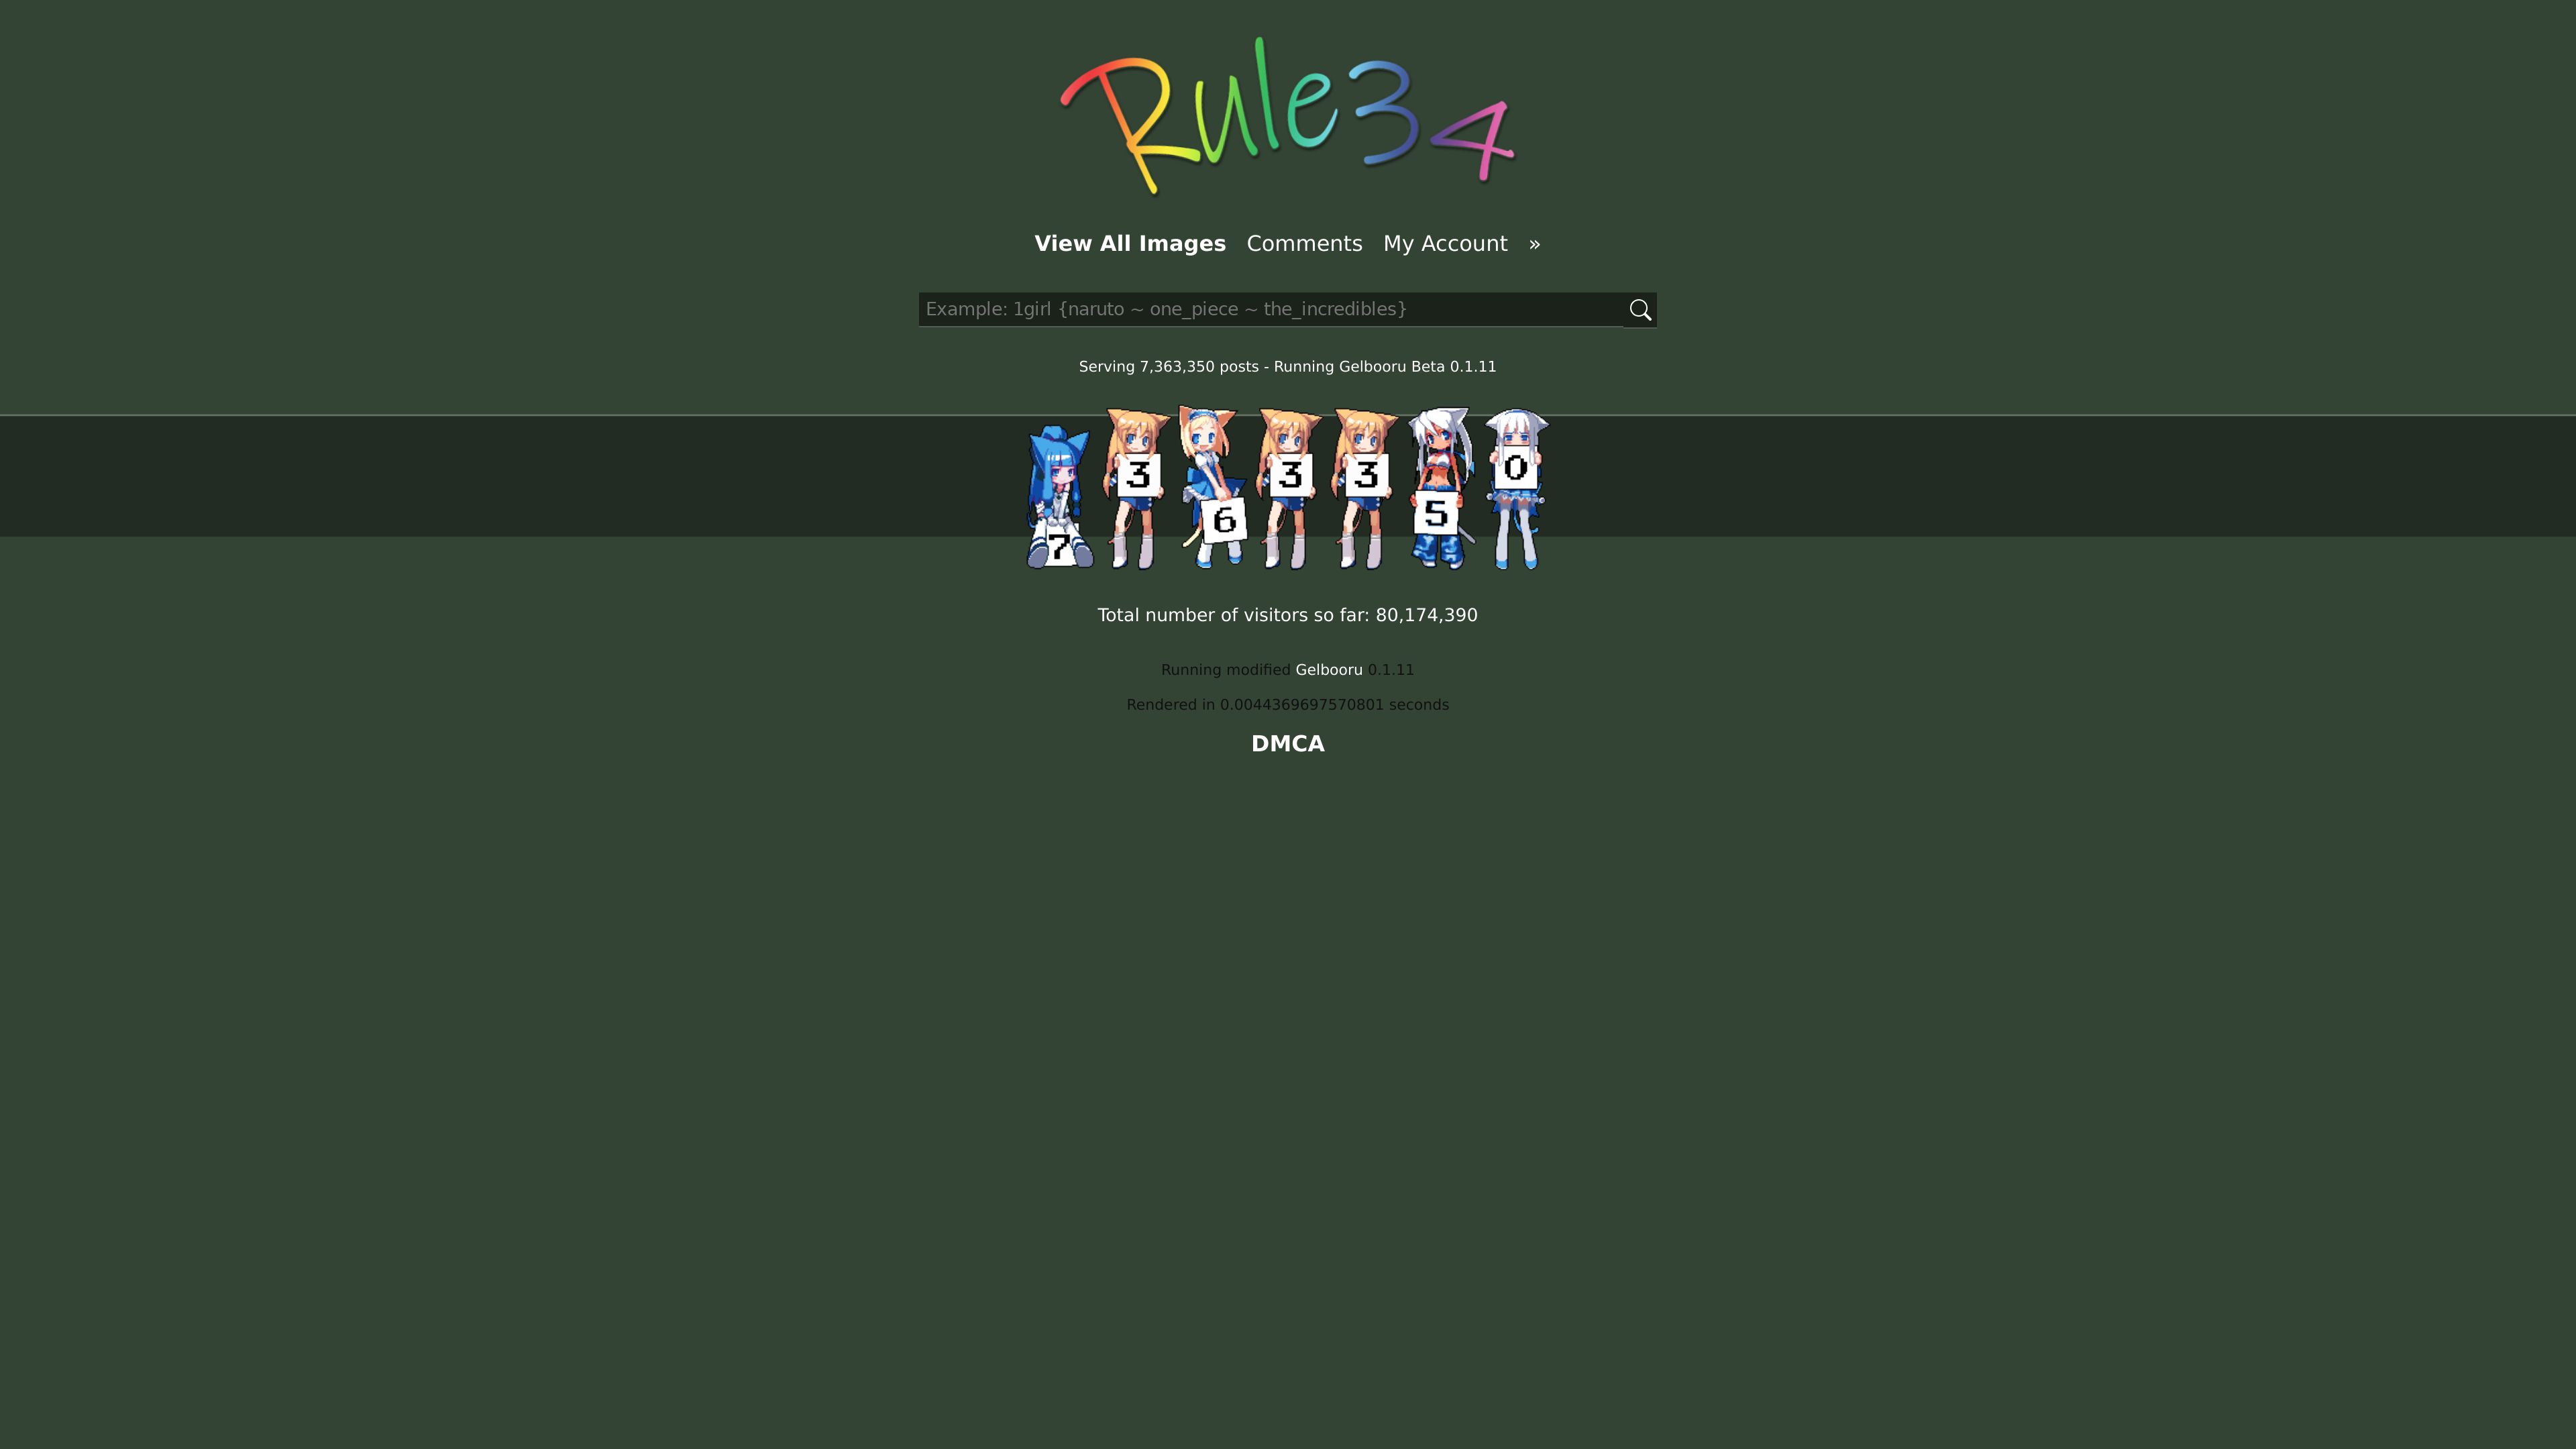 Rule34
View All Images Comments My Account »
Example: 1girl {naruto ~ one_piece ~ the_incredibles}
Serving 7,363,350 posts - Running Gelbooru Beta 0.1.11
7 3 6 3 3 5 0
Total number of visitors so far: 80,174,390
Running modified Gelbooru 0.1.11
Rendered in 0.0044369697570801 seconds
DMCA